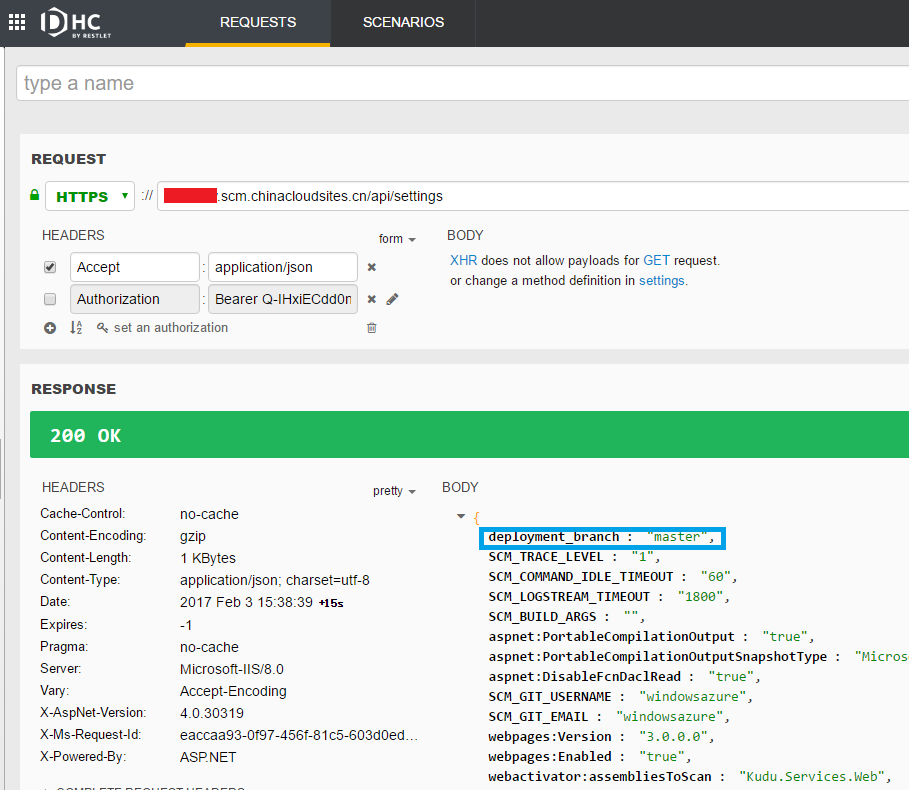 DHC BY RESTLET REQUESTS SCENARIOS
type a name
REQUEST
HTTPS :// .scm.chinacloudsites.cn/api/settings
HEADERS form
Accept : application/json
Authorization : Bearer Q-IHxiECdd0n
set an authorization
BODY
XHR does not allow payloads for GET request.
or change a method definition in settings.
RESPONSE
200 OK
HEADERS pretty
Cache-Control: no-cache
Content-Encoding: gzip
Content-Length: 1 KBytes
Content-Type: application/json; charset=utf-8
Date: 2017 Feb 3 15:38:39 +15s
Expires: -1
Pragma: no-cache
Server: Microsoft-IIS/8.0
Vary: Accept-Encoding
X-AspNet-Version: 4.0.30319
X-Ms-Request-Id: eaccaa93-0f97-456f-81c5-603d0ed...
X-Powered-By: ASP.NET
COMPLETE REQUEST HEADERS
BODY
{
deployment_branch : "master",
SCM_TRACE_LEVEL : "1",
SCM_COMMAND_IDLE_TIMEOUT : "60",
SCM_LOGSTREAM_TIMEOUT : "1800",
SCM_BUILD_ARGS : "",
aspnet:PortableCompilationOutput : "true",
aspnet:PortableCompilationOutputSnapshotType : "Micros
aspnet:DisableFcnDaclRead : "true",
SCM_GIT_USERNAME : "windowsazure",
SCM_GIT_EMAIL : "windowsazure",
webpages:Version : "3.0.0.0",
webpages:Enabled : "true",
webactivator:assembliesToScan : "Kudu.Services.Web",